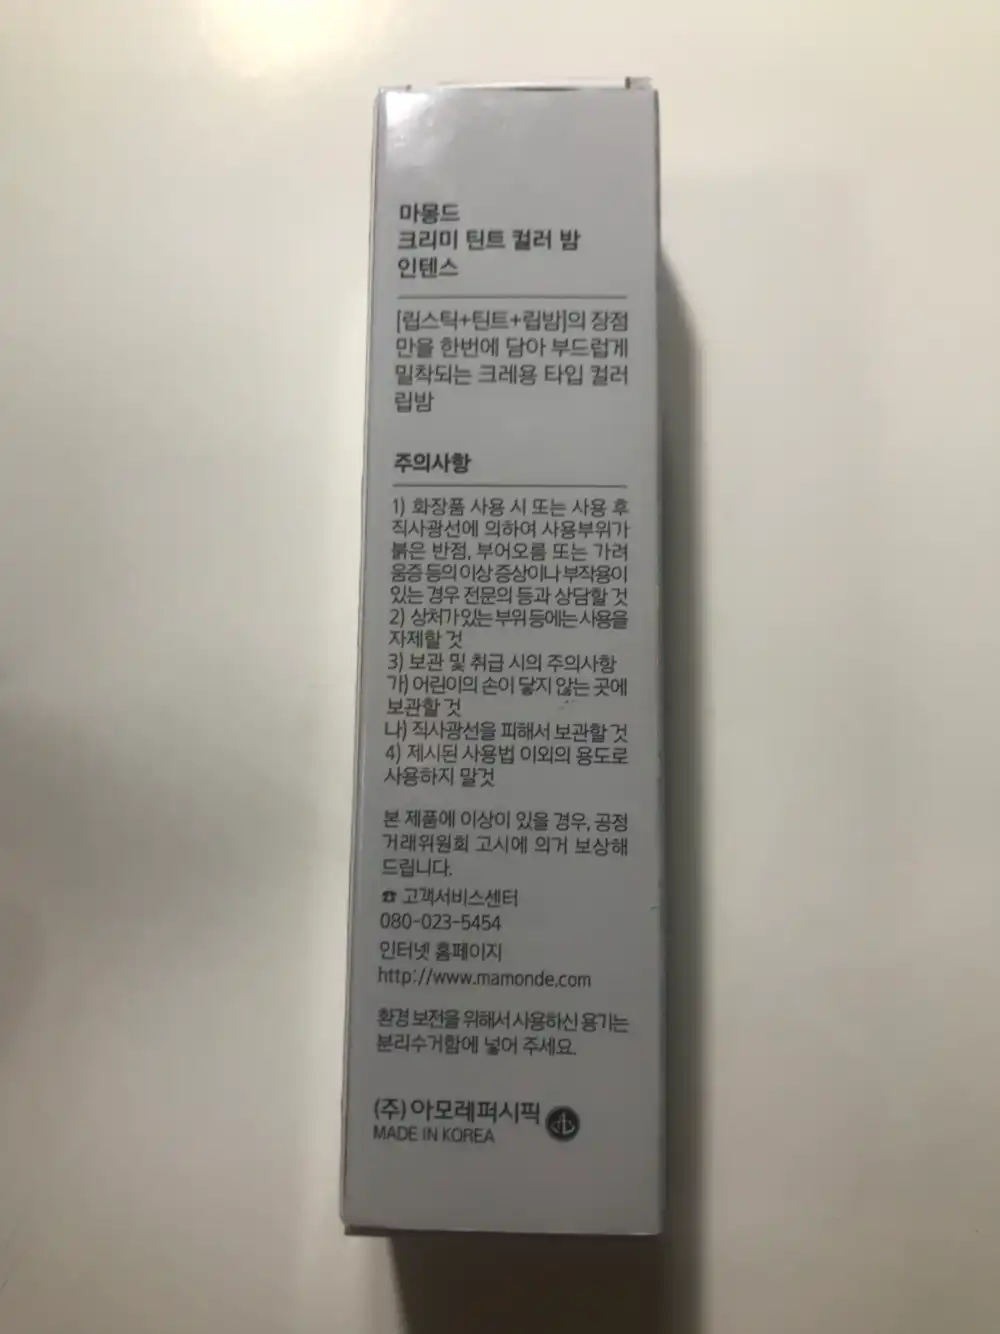 마몽드
크리미 틴트 컬러 밤
인텐스
[립스틱+틴트+립밤]의 장점
만을 한번에 담아 부드럽게
밀착되는 크레용 타입 컬러
립밤
주의사항
1) 화장품 사용 시 또는 사용 후
직사광선에 의하여 사용부위가
붉은 반점, 부어오름 또는 가려
움증 등의 이상 증상이나 부작용이
있는 경우 전문의 등과 상담할 것
2) 상처가 있는 부위 등에는 사용을
자제할 것
3) 보관 및 취급 시의 주의사항
가) 어린이의 손이 닿지 않는 곳에
보관할 것
나) 직사광선을 피해서 보관할 것
4) 제시된 사용법 이외의 용도로
사용하지 말것
본 제품에 이상이 있을 경우, 공정
거래위원회 고시에 의거 보상해
드립니다.
☎ 고객서비스센터
080-023-5454
인터넷 홈페이지
http://www.mamonde.com
환경 보전을 위해서 사용하신 용기는
분리수거함에 넣어 주세요.
(주)아모레퍼시픽
MADE IN KOREA